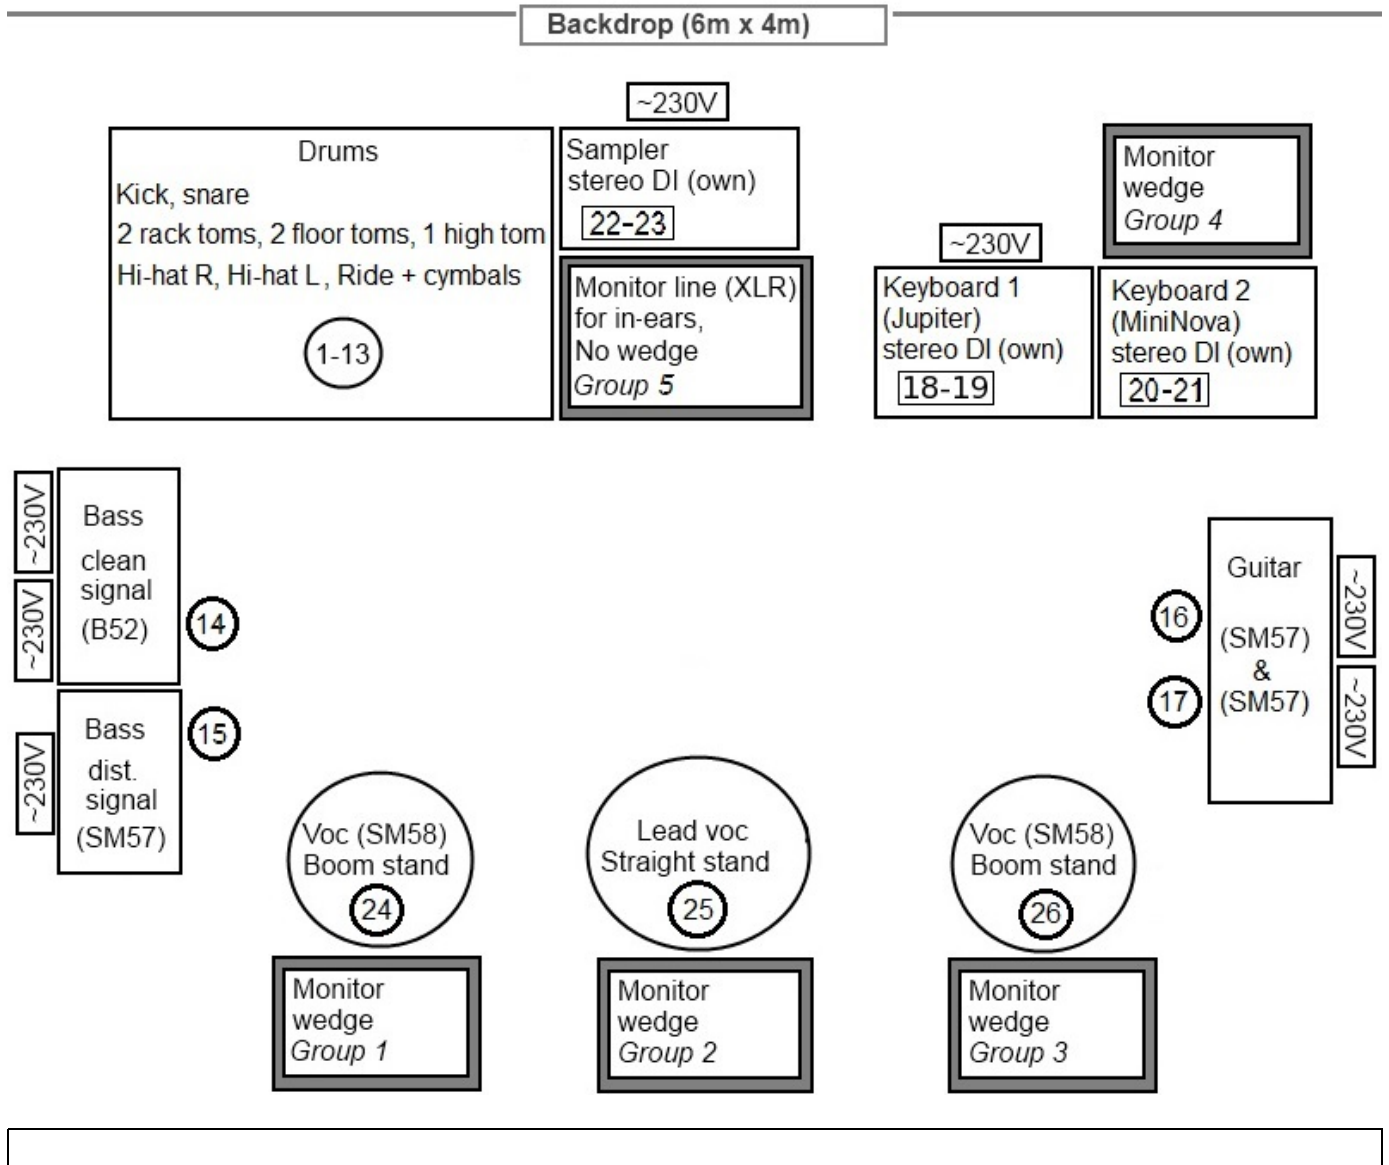 Backdrop (6m x 4m)
~230V
Drums
Kick, snare
2 rack toms, 2 floor toms, 1 high tom
Hi-hat R, Hi-hat L , Ride + cymbals
1-13
Sampler
stereo DI (own)
22-23
Monitor line (XLR)
for in-ears,
No wedge
Group 5
Monitor
wedge
Group 4
~230V
Keyboard 1
(Jupiter)
stereo DI (own)
18-19
Keyboard 2
(MiniNova)
stereo DI (own)
20-21
~230V
~230V
Bass
clean
signal
(B52)
14
~230V
Bass
dist.
signal
(SM57)
15
16
17
Guitar
(SM57)
&
(SM57)
~230V
~230V
Voc (SM58)
Boom stand
24
Lead voc
Straight stand
25
Voc (SM58)
Boom stand
26
Monitor
wedge
Group 1
Monitor
wedge
Group 2
Monitor
wedge
Group 3